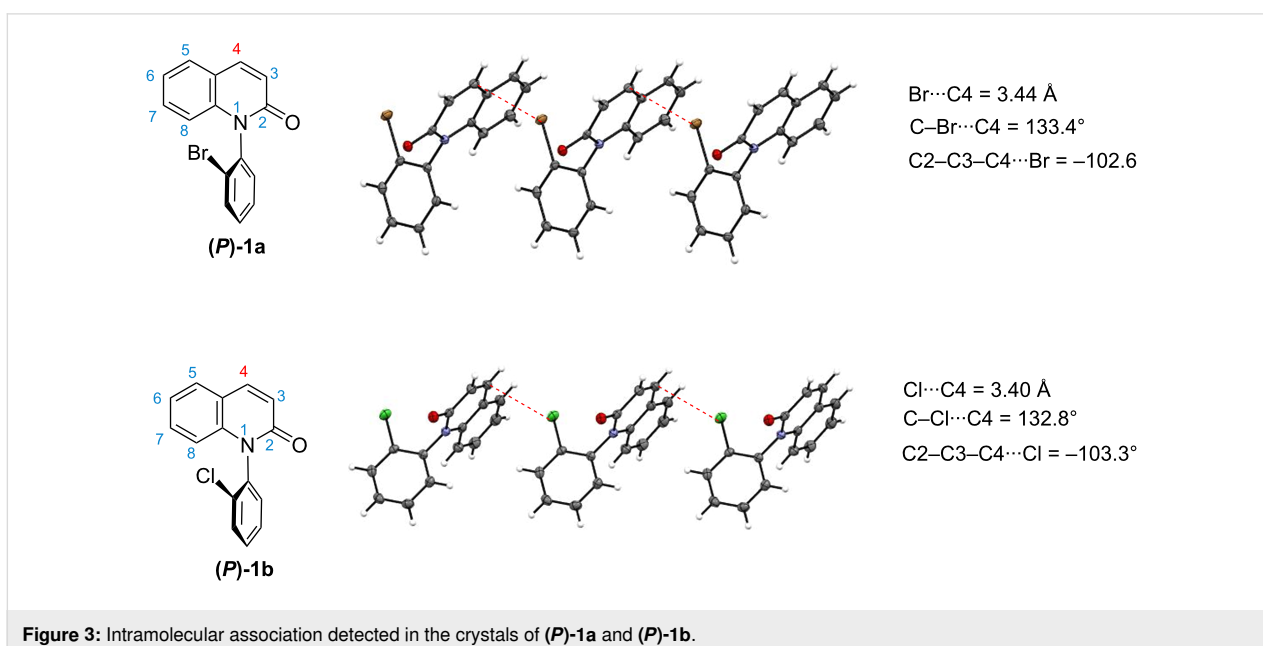 5
4
6
3
7
1
8
N
2
O
Br
(P)-1a
Br···C4 = 3.44 Å
C–Br···C4 = 133.4°
C2–C3–C4···Br = –102.6
5
4
6
3
7
1
8
N
2
O
Cl
(P)-1b
Cl···C4 = 3.40 Å
C–Cl···C4 = 132.8°
C2–C3–C4···Cl = –103.3°
Figure 3: Intramolecular association detected in the crystals of (P)-1a and (P)-1b.